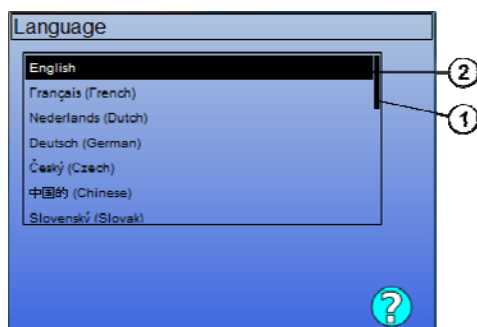 Language
English
Français (French)
Nederlands (Dutch)
Deutsch (German)
Český (Czech)
中国的 (Chinese)
Slovenský (Slovak)
2
1
?